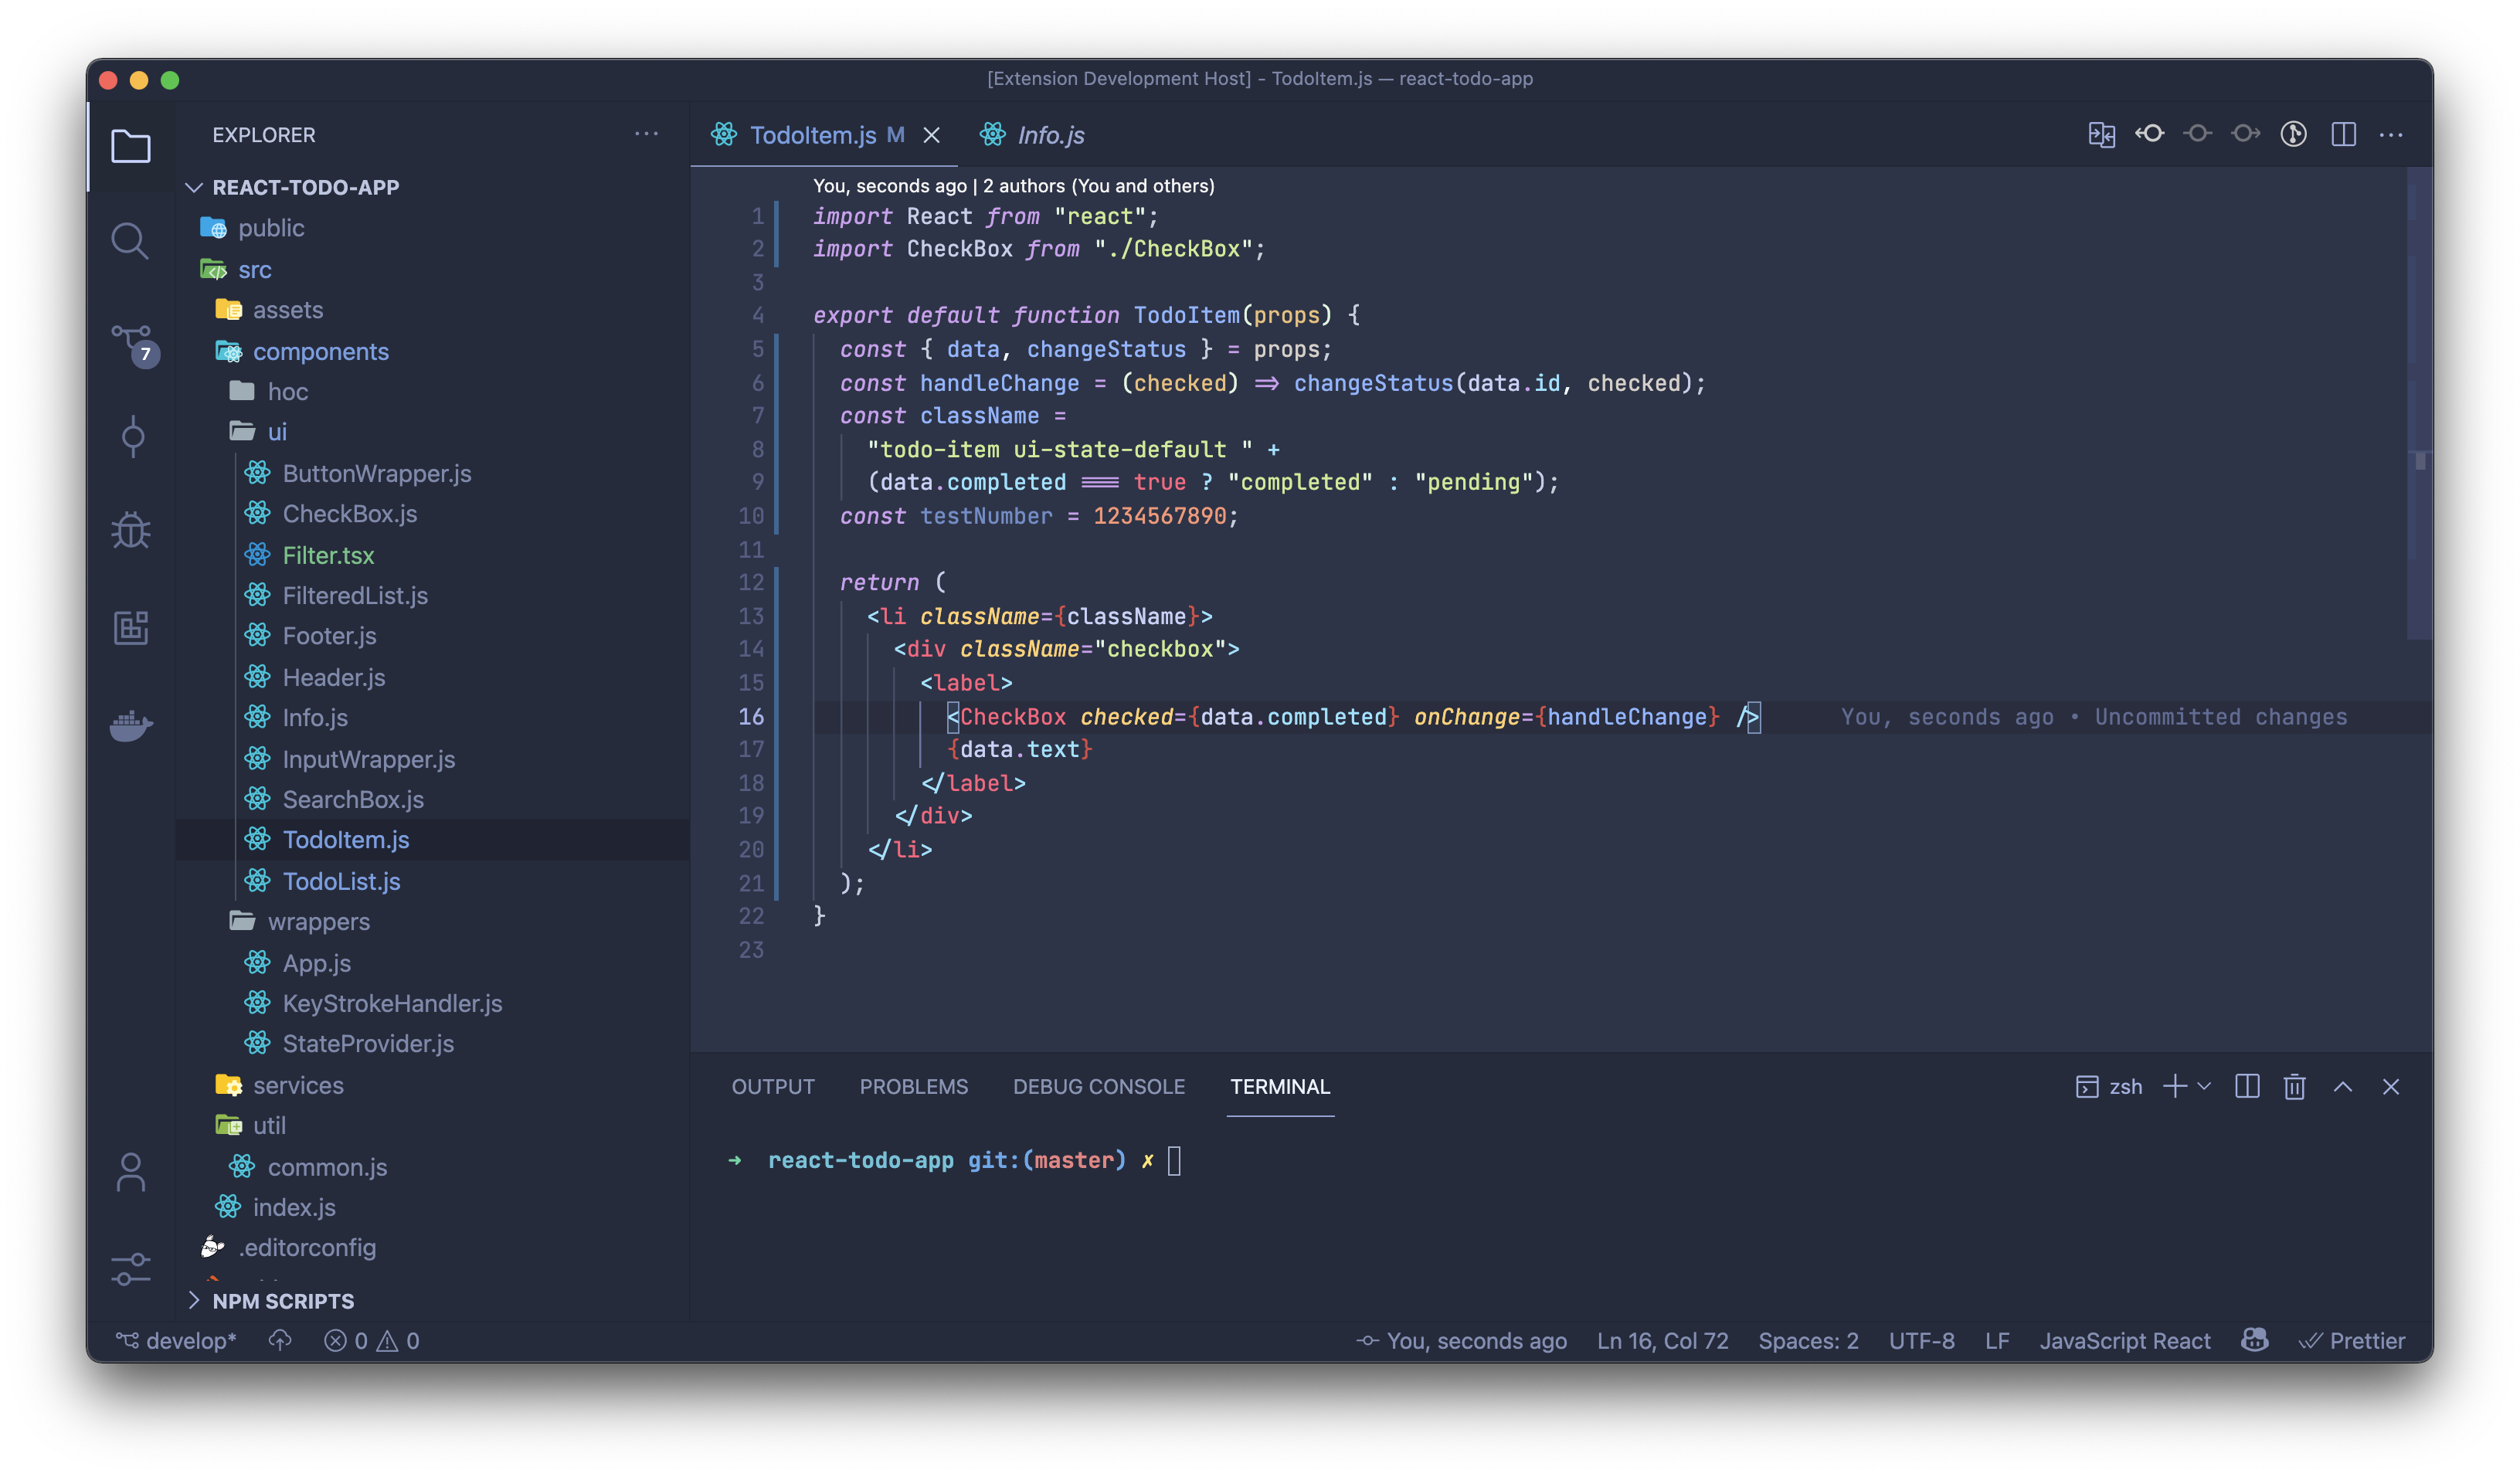 [Extension Development Host] - TodoItem.js — react-todo-app
EXPLORER
REACT-TODO-APP
public
src
assets
components
hoc
ui
ButtonWrapper.js
CheckBox.js
Filter.tsx
FilteredList.js
Footer.js
Header.js
Info.js
InputWrapper.js
SearchBox.js
TodoItem.js
TodoList.js
wrappers
App.js
KeyStrokeHandler.js
StateProvider.js
services
util
common.js
index.js
.editorconfig
NPM SCRIPTS
7
TodoItem.js M
Info.js
You, seconds ago | 2 authors (You and others)
1 import React from "react";
2 import CheckBox from "./CheckBox";
3
4 export default function TodoItem(props) {
5 const { data, changeStatus } = props;
6 const handleChange = (checked) => changeStatus(data.id, checked);
7 const className =
8 "todo-item ui-state-default " +
9 (data.completed === true ? "completed" : "pending");
10 const testNumber = 1234567890;
11
12 return (
13 <li className={className}>
14 <div className="checkbox">
15 <label>
16 <CheckBox checked={data.completed} onChange={handleChange} /> You, seconds ago • Uncommitted changes
17 {data.text}
18 </label>
19 </div>
20 </li>
21 );
22 }
23
OUTPUT PROBLEMS DEBUG CONSOLE TERMINAL zsh
➜ react-todo-app git:(master) ✗
develop* 0 0 You, seconds ago Ln 16, Col 72 Spaces: 2 UTF-8 LF JavaScript React Prettier